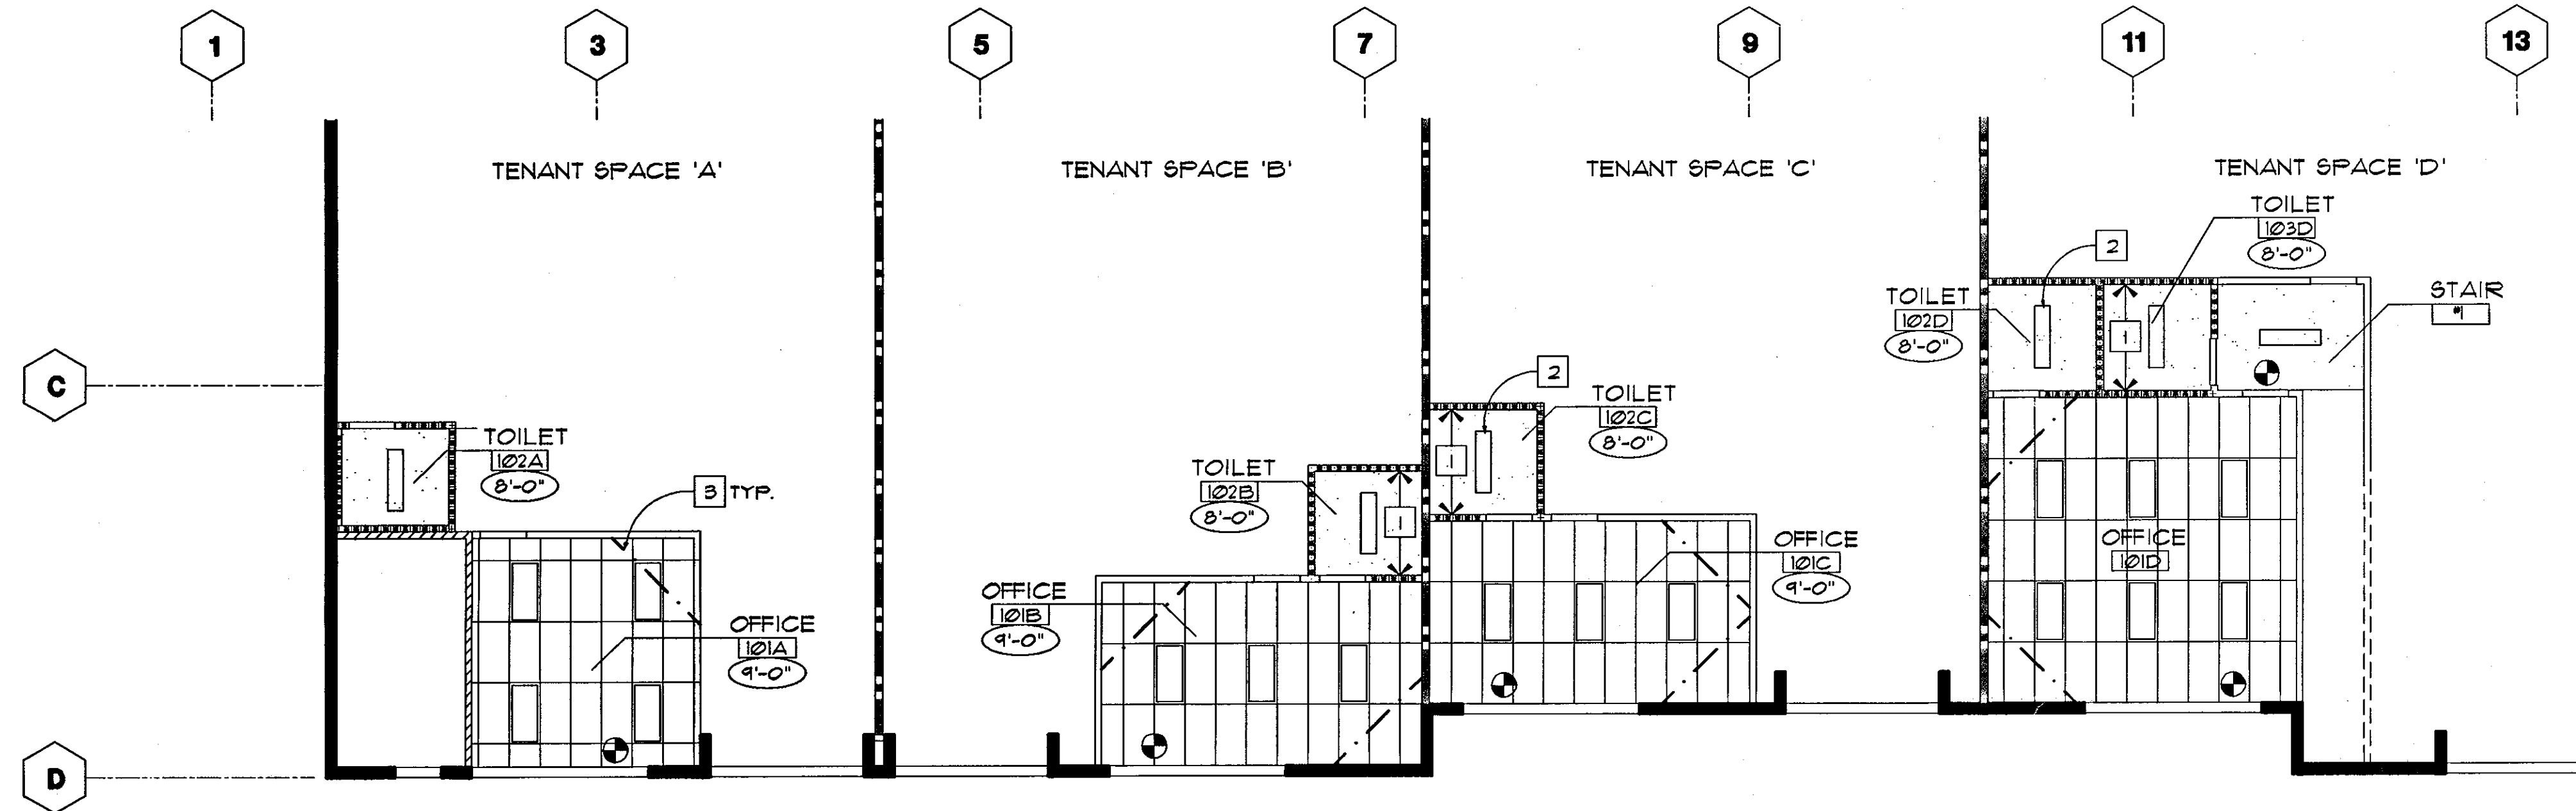 1 3 5 7 9 11 13
TENANT SPACE 'A' TENANT SPACE 'B' TENANT SPACE 'C' TENANT SPACE 'D'
TOILET
103D
8'-0"
2
TOILET
102D
8'-0"
1
STAIR
#1
C
2
TOILET
102C
8'-0"
1
TOILET
102A
8'-0"
3 TYP.
TOILET
102B
8'-0"
1
OFFICE
101A
9'-0"
OFFICE
101B
9'-0"
OFFICE
101C
9'-0"
OFFICE
101D
D